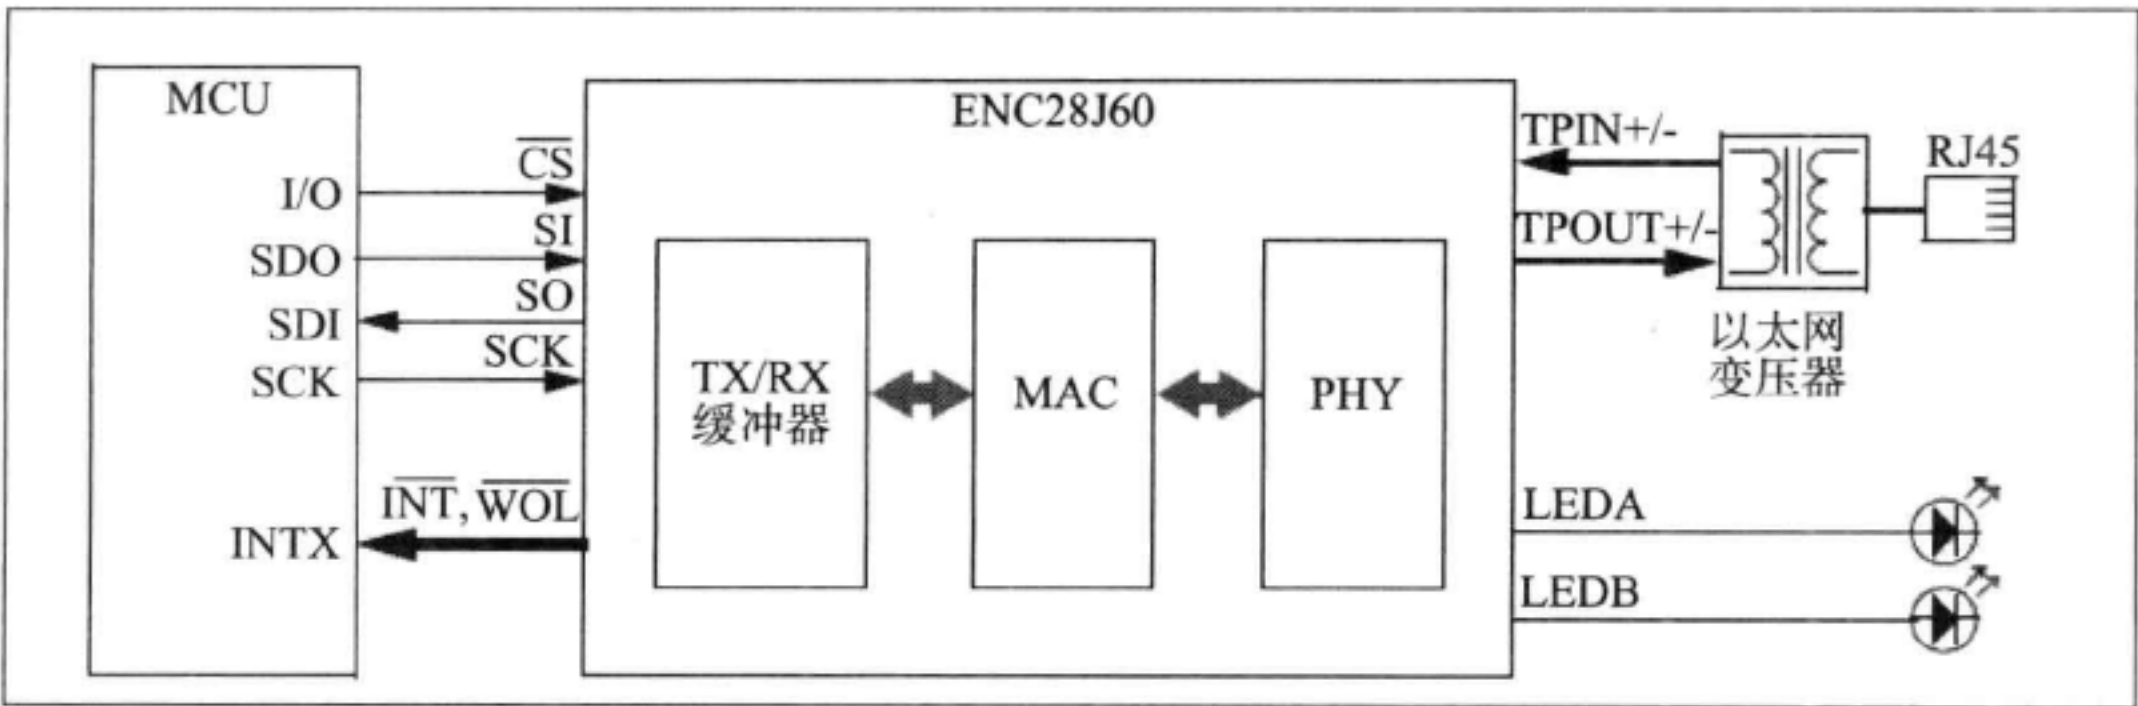 MCU
I/O
SDO
SDI
SCK
INTX
CS
SI
SO
SCK
INT, WOL
ENC28J60
TX/RX
缓冲器
MAC
PHY
TPIN+/-
TPOUT+/-
RJ45
以太网
变压器
LEDA
LEDB